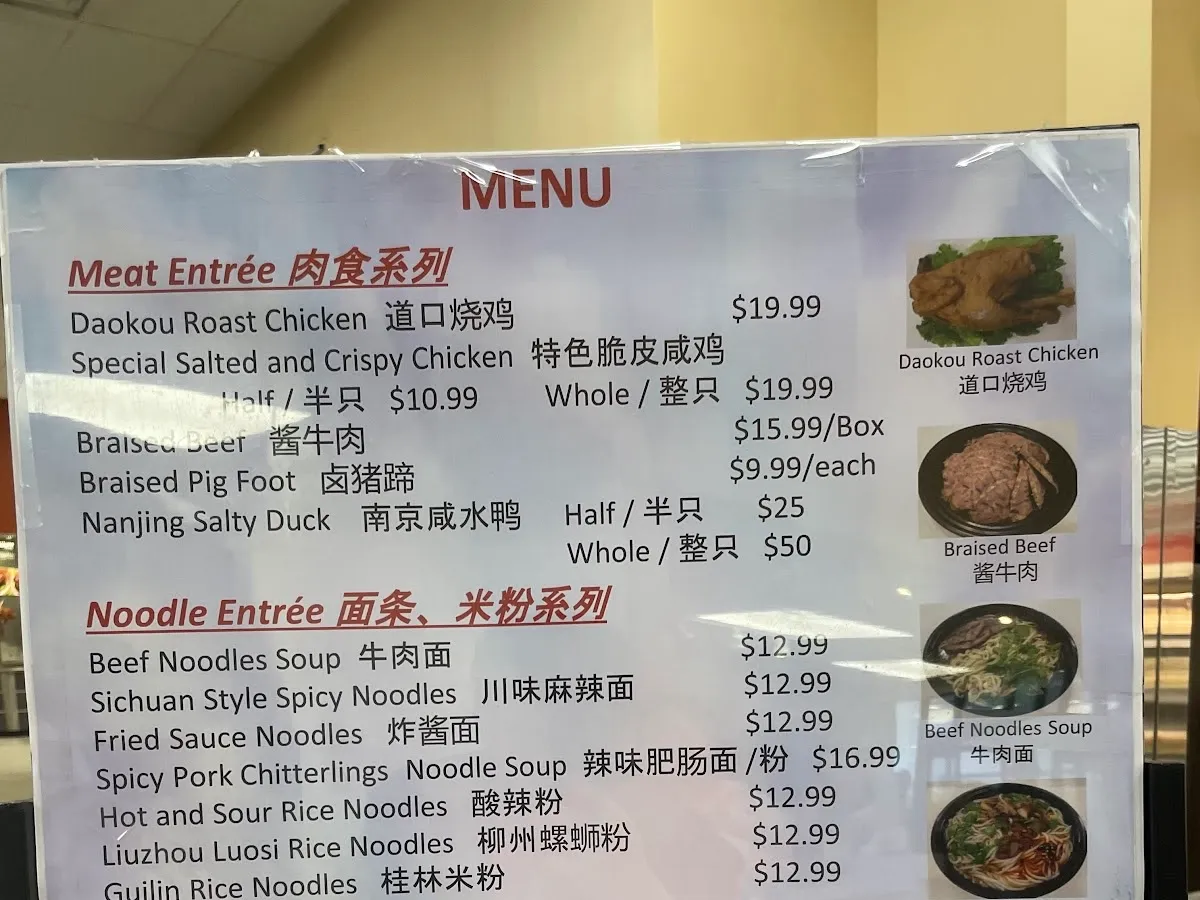 MENU
Meat Entrée 肉食系列
Daokou Roast Chicken 道口烧鸡 $19.99
Special Salted and Crispy Chicken 特色脆皮咸鸡
Half / 半只 $10.99 Whole / 整只 $19.99
Braised Beef 酱牛肉 $15.99/Box
Braised Pig Foot 卤猪蹄 $9.99/each
Nanjing Salty Duck 南京咸水鸭 Half / 半只 $25
Whole / 整只 $50
Noodle Entrée 面条、米粉系列
Beef Noodles Soup 牛肉面 $12.99
Sichuan Style Spicy Noodles 川味麻辣面 $12.99
Fried Sauce Noodles 炸酱面 $12.99
Spicy Pork Chitterlings Noodle Soup 辣味肥肠面/粉 $16.99
Hot and Sour Rice Noodles 酸辣粉 $12.99
Liuzhou Luosi Rice Noodles 柳州螺蛳粉 $12.99
Guilin Rice Noodles 桂林米粉 $12.99
Daokou Roast Chicken
道口烧鸡
Braised Beef
酱牛肉
Beef Noodles Soup
牛肉面